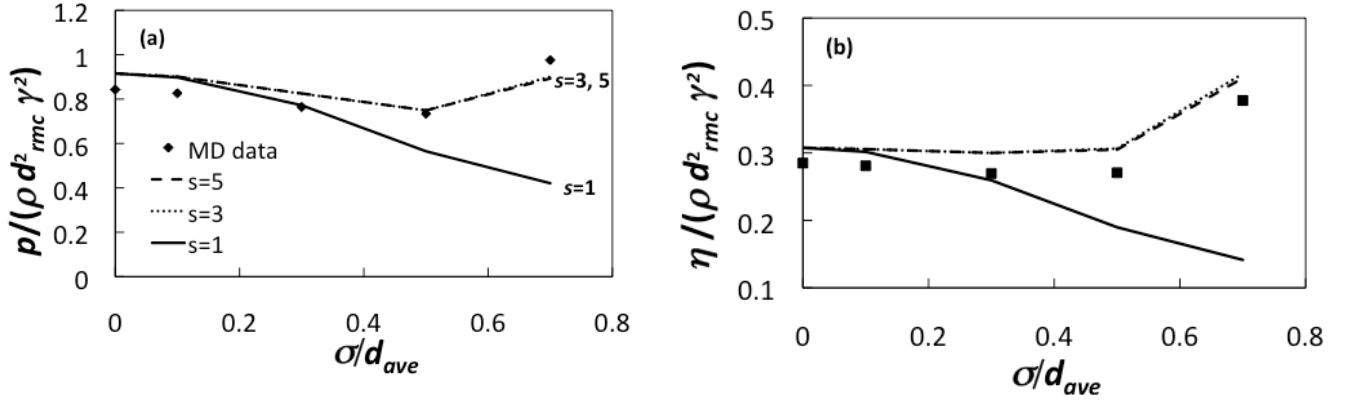 (a)
p/(ρ d²rmc γ²)
1.2
1
0.8
0.6
0.4
0.2
0
MD data
s=5
s=3
s=1
s=3, 5
s=1
0 0.2 0.4 0.6 0.8
σ/dave
(b)
η /(ρ d²rmc γ²)
0.5
0.4
0.3
0.2
0.1
0 0.2 0.4 0.6 0.8
σ/dave